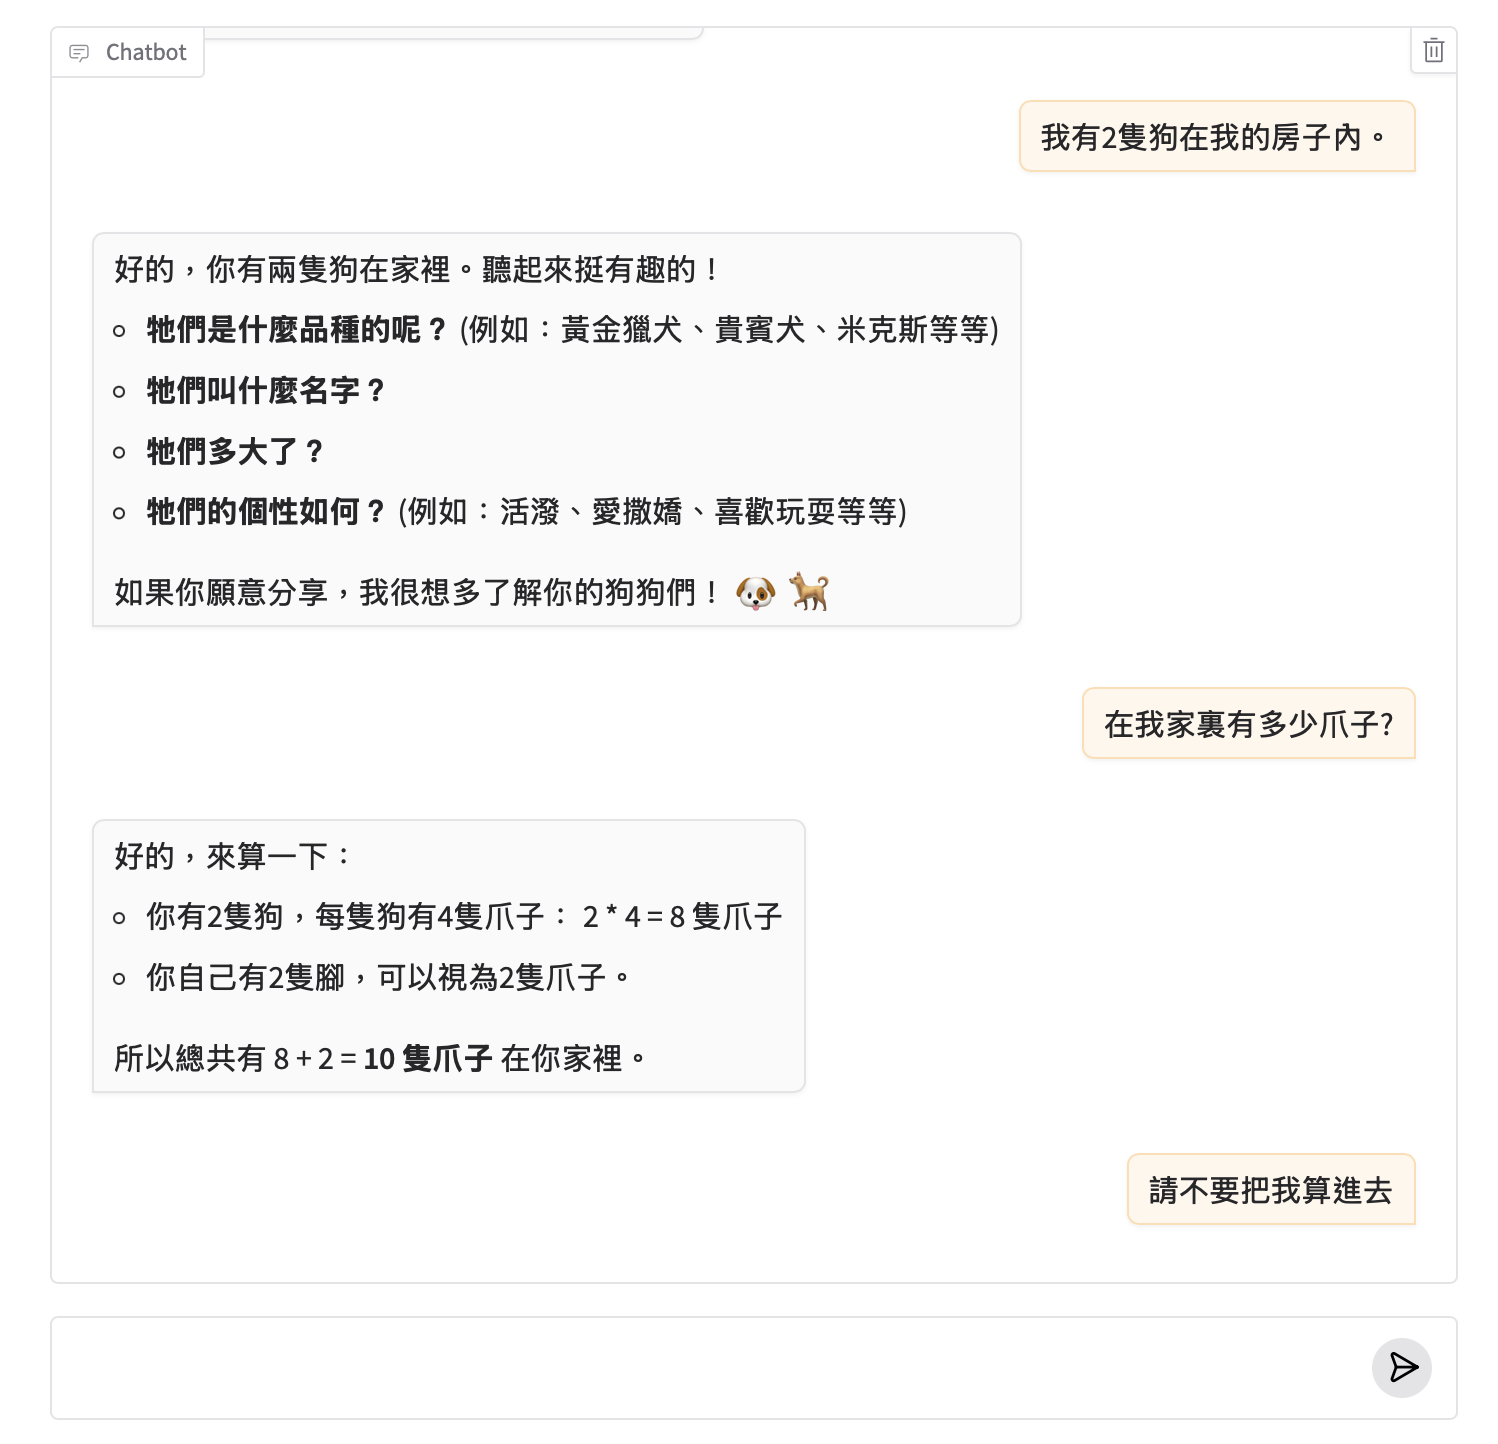 Chatbot
我有2隻狗在我的房子內。
好的，你有兩隻狗在家裡。聽起來挺有趣的！
牠們是什麼品種的呢？ (例如：黃金獵犬、貴賓犬、米克斯等等)
牠們叫什麼名字？
牠們多大了？
牠們的個性如何？ (例如：活潑、愛撒嬌、喜歡玩耍等等)
如果你願意分享，我很想多了解你的狗狗們！ 🐶 🐕
在我家裏有多少爪子?
好的，來算一下：
你有2隻狗，每隻狗有4隻爪子： 2 * 4 = 8 隻爪子
你自己有2隻腳，可以視為2隻爪子。
所以總共有 8 + 2 = 10 隻爪子 在你家裡。
請不要把我算進去